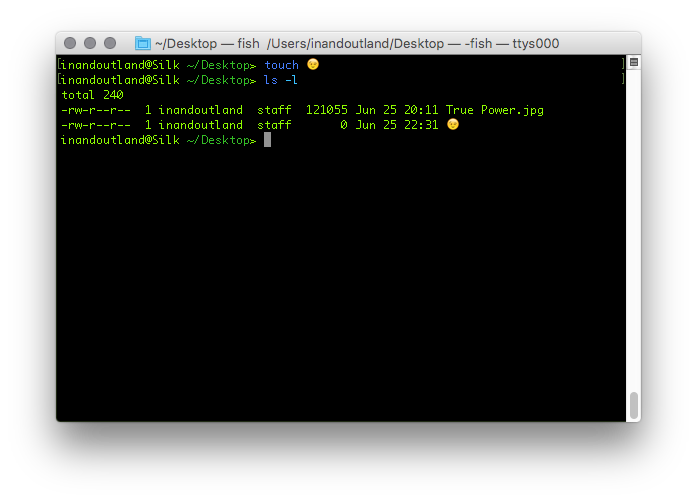 ~/Desktop — fish  /Users/inandoutland/Desktop — -fish — ttys000
[inandoutland@Silk ~/Desktop> touch 😉 ]
[inandoutland@Silk ~/Desktop> ls -l ]
total 240
-rw-r--r--  1 inandoutland  staff  121055 Jun 25 20:11 True Power.jpg
-rw-r--r--  1 inandoutland  staff       0 Jun 25 22:31 😉
inandoutland@Silk ~/Desktop>